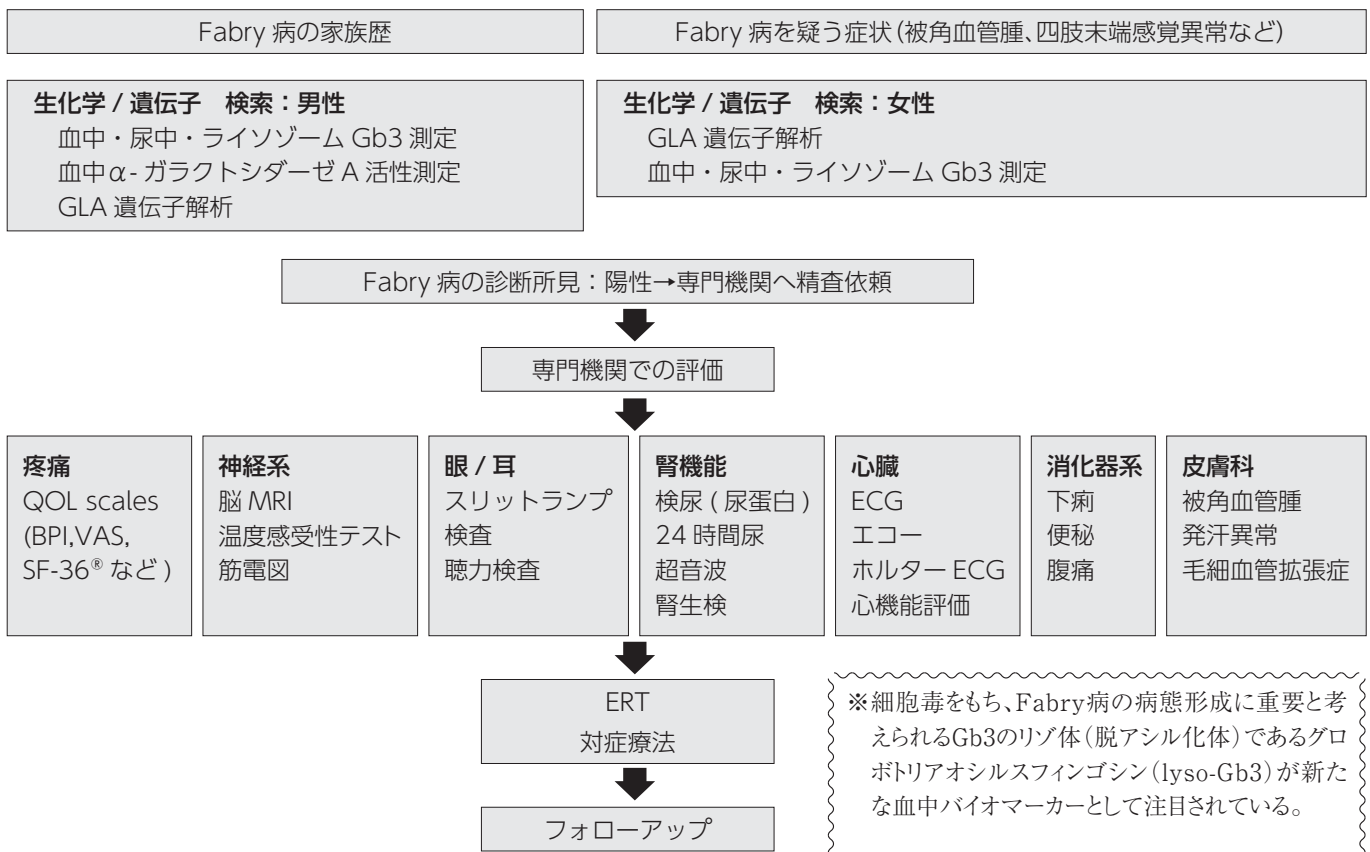 Fabry 病の家族歴
Fabry 病を疑う症状(被角血管腫、四肢末端感覚異常など)
生化学 / 遺伝子 検索：男性
血中・尿中・ライソゾーム Gb3 測定
血中α- ガラクトシダーゼ A 活性測定
GLA 遺伝子解析
生化学 / 遺伝子 検索：女性
GLA 遺伝子解析
血中・尿中・ライソゾーム Gb3 測定
Fabry 病の診断所見：陽性→専門機関へ精査依頼
専門機関での評価
疼痛
QOL scales
(BPI,VAS,
SF-36® など )
神経系
脳 MRI
温度感受性テスト
筋電図
眼 / 耳
スリットランプ
検査
聴力検査
腎機能
検尿 ( 尿蛋白 )
24 時間尿
超音波
腎生検
心臓
ECG
エコー
ホルター ECG
心機能評価
消化器系
下痢
便秘
腹痛
皮膚科
被角血管腫
発汗異常
毛細血管拡張症
ERT
対症療法
フォローアップ
※細胞毒をもち、Fabry病の病態形成に重要と考
えられるGb3のリゾ体(脱アシル化体)であるグロ
ボトリアオシルスフィンゴシン(lyso-Gb3)が新た
な血中バイオマーカーとして注目されている。